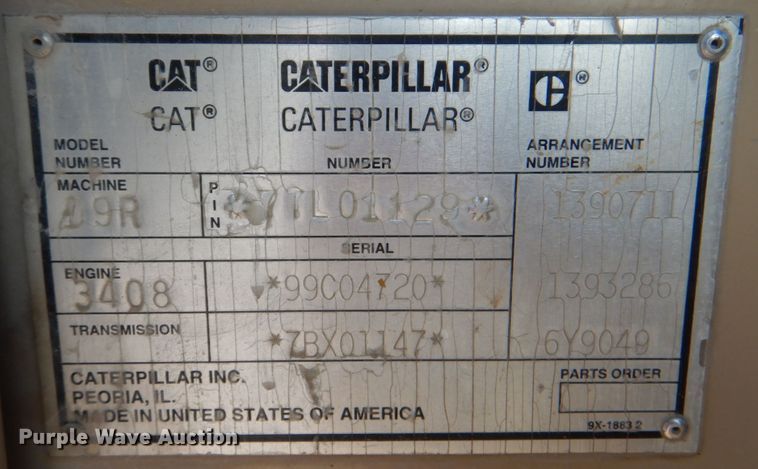 CAT® CATERPILLAR® ®
CAT® CATERPILLAR®
MODEL NUMBER NUMBER ARRANGEMENT NUMBER
MACHINE PIN 1390711
SERIAL
ENGINE 3408 *99C04720* 1393286
TRANSMISSION *7BX01147* 6Y9049
CATERPILLAR INC. PARTS ORDER
PEORIA, IL.
MADE IN UNITED STATES OF AMERICA 9X-1883 2
Purple Wave Auction